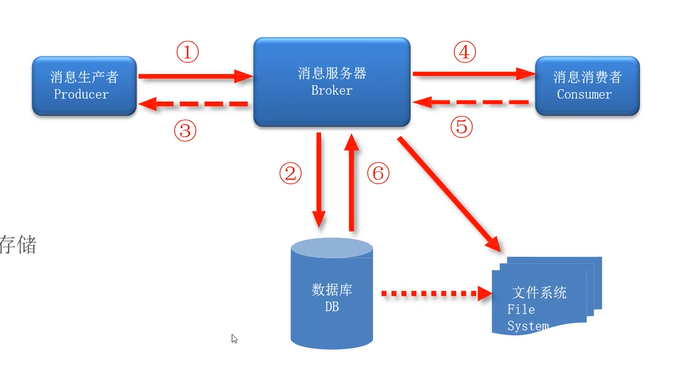 ①
④
消息生产者
Producer
消息服务器
Broker
消息消费者
Consumer
③
⑤
②
⑥
存储
数据库
DB
文件系统
File
System